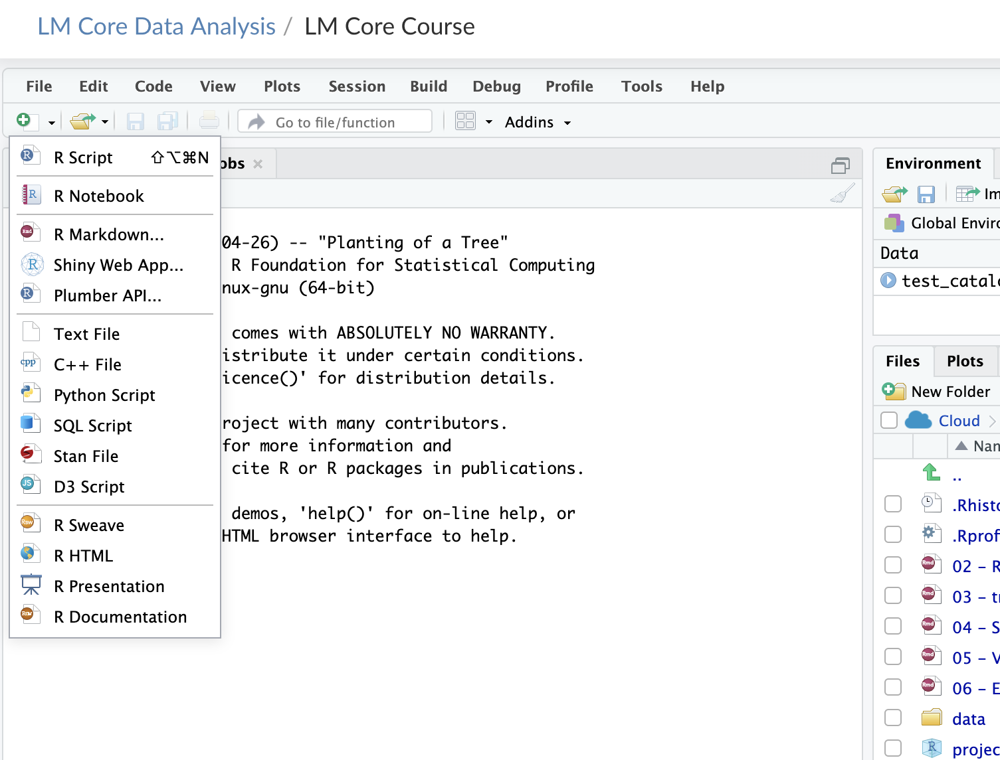 LM Core Data Analysis / LM Core Course
File Edit Code View Plots Session Build Debug Profile Tools Help
Go to file/function Addins
R Script ⇧⌥⌘N
R Notebook
R Markdown...
Shiny Web App...
Plumber API...
Text File
C++ File
Python Script
SQL Script
Stan File
D3 Script
R Sweave
R HTML
R Presentation
R Documentation
obs
04-26) -- "Planting of a Tree"
R Foundation for Statistical Computing
nux-gnu (64-bit)
comes with ABSOLUTELY NO WARRANTY.
istribute it under certain conditions.
icence()' for distribution details.
roject with many contributors.
for more information and
cite R or R packages in publications.
demos, 'help()' for on-line help, or
HTML browser interface to help.
Environment
Im
Global Enviro
Data
test_catalo
Files Plots
New Folder
Cloud
Nam
..
.Rhisto
.Rprof
02 – R
03 – tr
04 – S
05 – V
06 – E
data
projec